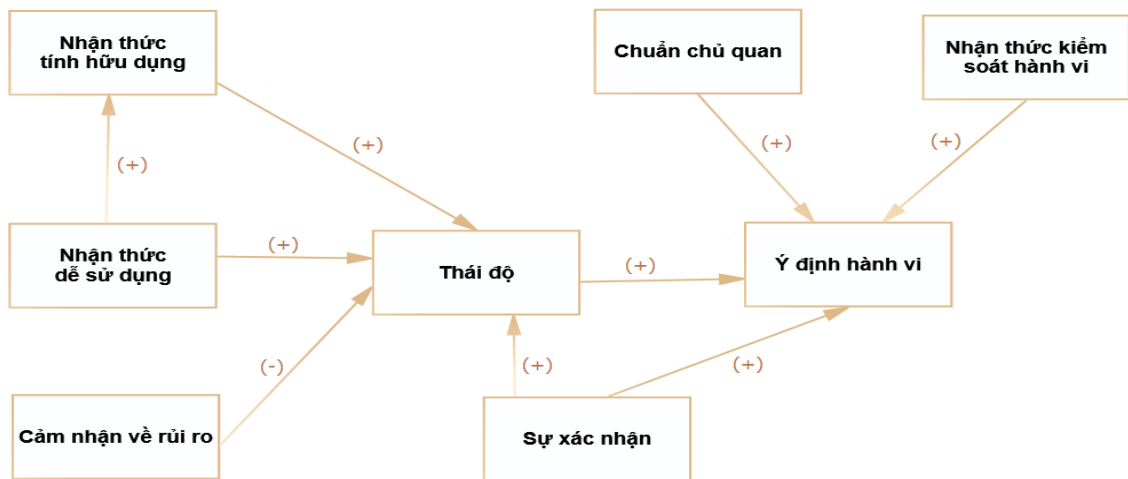 Nhận thức
tính hữu dụng
Chuẩn chủ quan
Nhận thức kiểm
soát hành vi
(+)
(+)
(+)
(+)
Nhận thức
dễ sử dụng
(+)
Thái độ
(+)
Ý định hành vi
(-)
(+)
(+)
Cảm nhận về rủi ro
Sự xác nhận